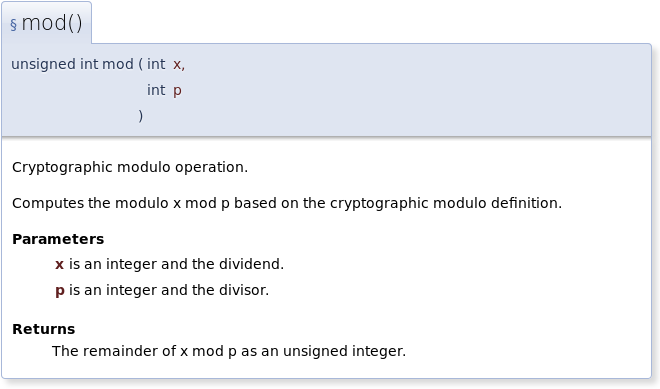 § mod()
unsigned int mod ( int x,
int p
)
Cryptographic modulo operation.
Computes the modulo x mod p based on the cryptographic modulo definition.
Parameters
x is an integer and the dividend.
p is an integer and the divisor.
Returns
The remainder of x mod p as an unsigned integer.